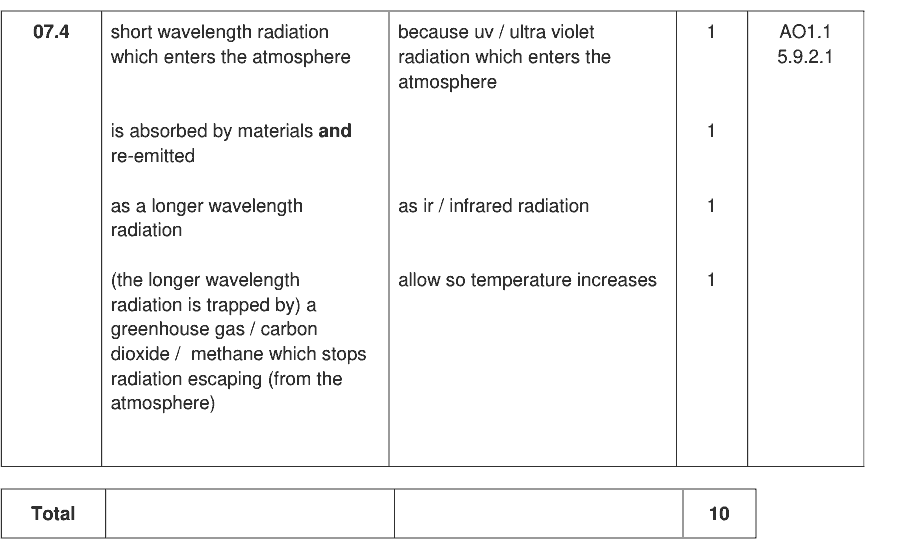 07.4
short wavelength radiation
which enters the atmosphere
because uv / ultra violet
radiation which enters the
atmosphere
1
AO1.1
5.9.2.1
is absorbed by materials and
re-emitted
1
as a longer wavelength
radiation
as ir / infrared radiation
1
(the longer wavelength
radiation is trapped by) a
greenhouse gas / carbon
dioxide / methane which stops
radiation escaping (from the
atmosphere)
allow so temperature increases
1
Total
10